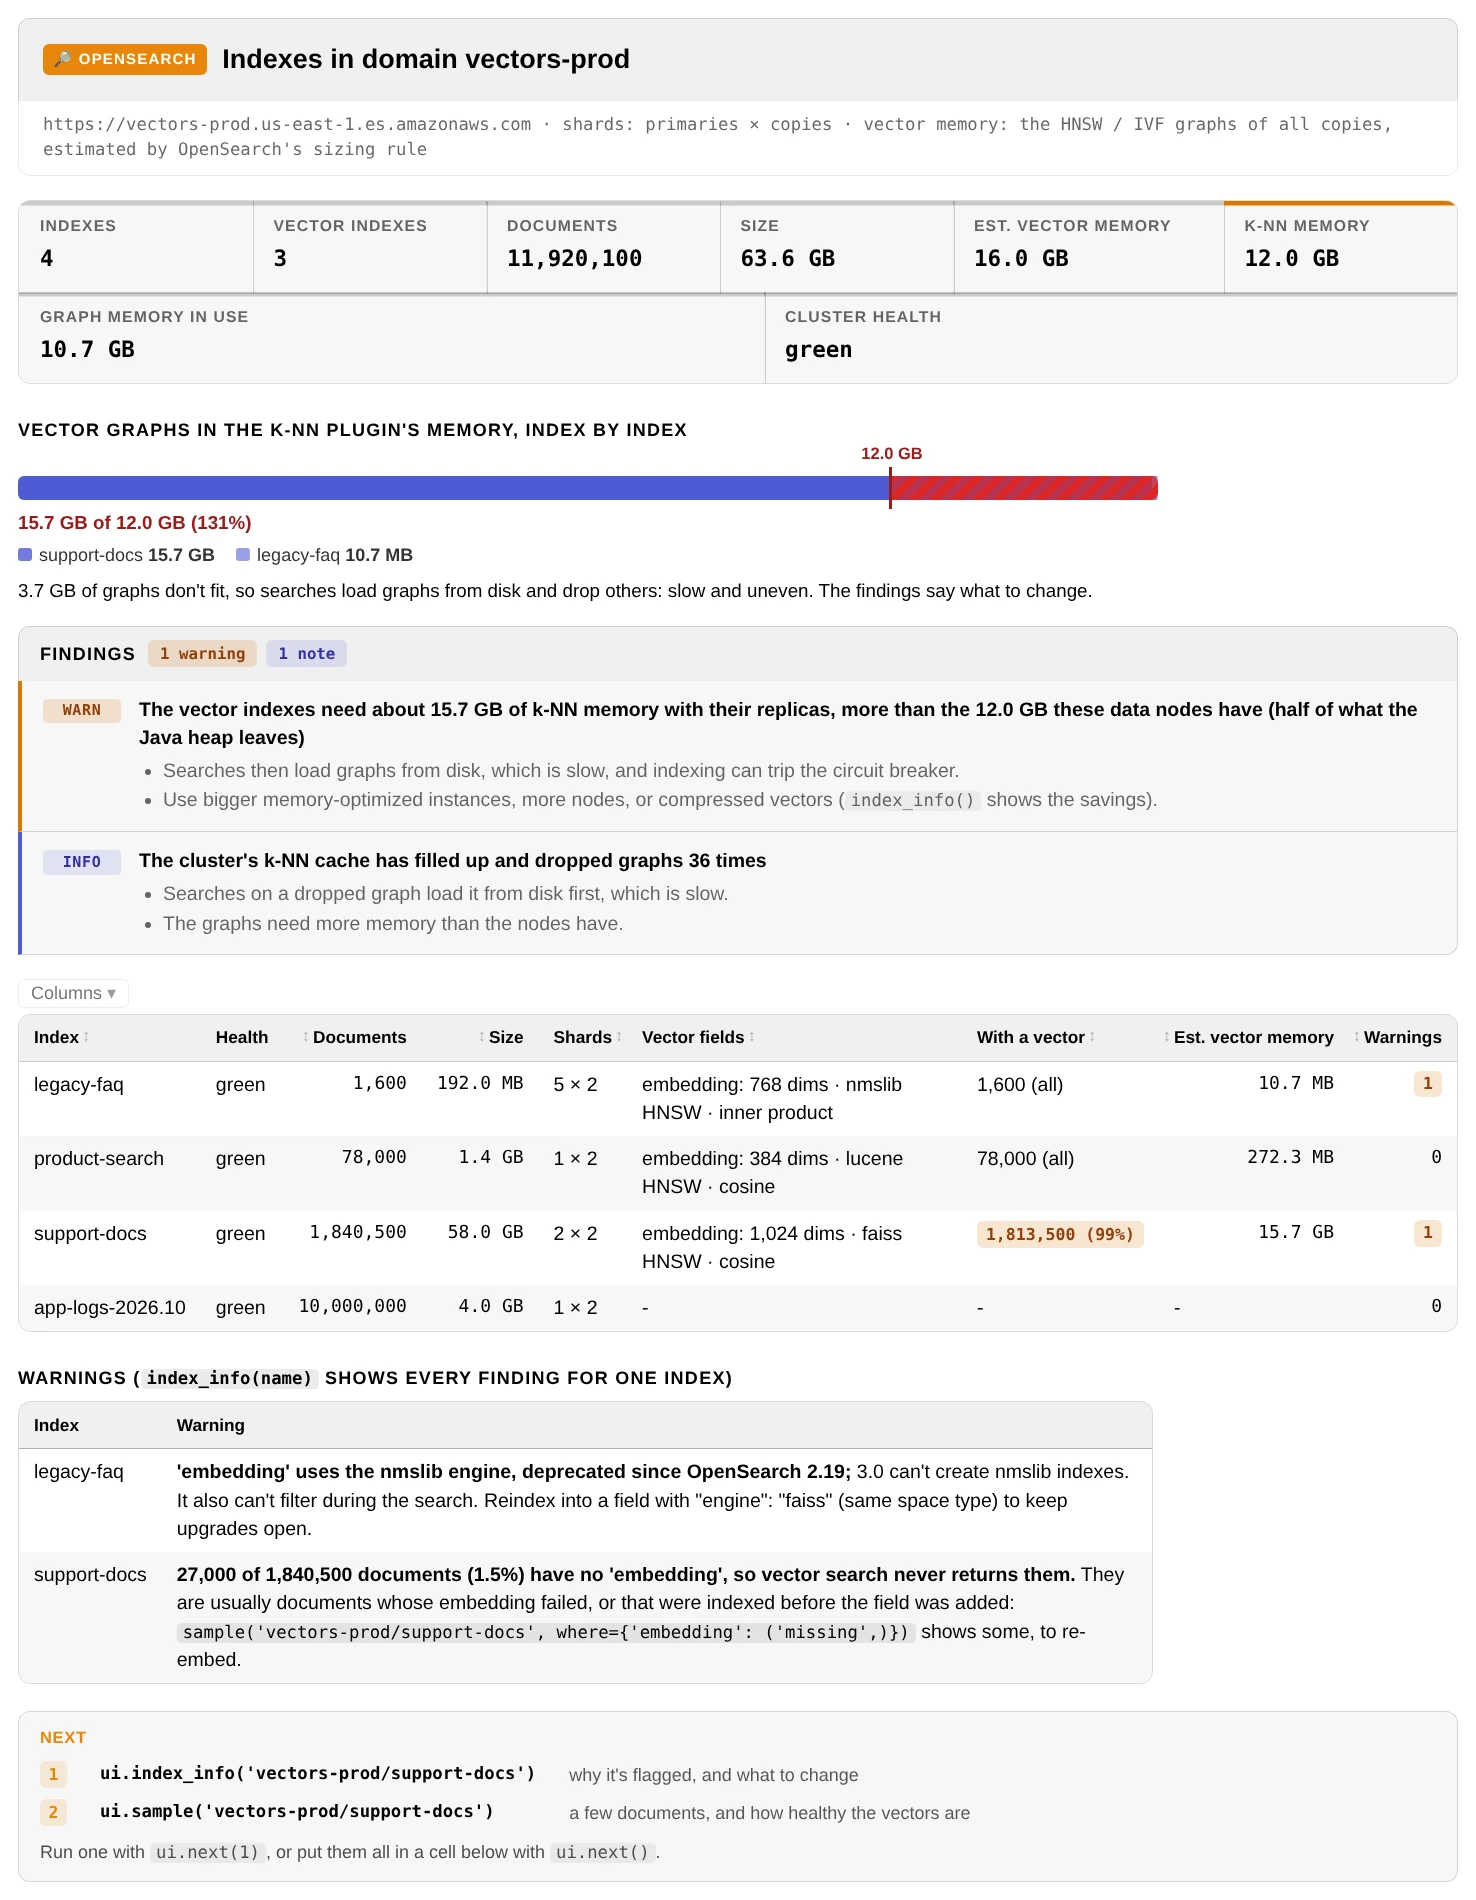 🔎 OPENSEARCH Indexes in domain vectors-prod
https://vectors-prod.us-east-1.es.amazonaws.com · shards: primaries × copies · vector memory: the HNSW / IVF graphs of all copies,
estimated by OpenSearch's sizing rule
INDEXES VECTOR INDEXES DOCUMENTS SIZE EST. VECTOR MEMORY K-NN MEMORY
4 3 11,920,100 63.6 GB 16.0 GB 12.0 GB
GRAPH MEMORY IN USE CLUSTER HEALTH
10.7 GB green
VECTOR GRAPHS IN THE K-NN PLUGIN'S MEMORY, INDEX BY INDEX
12.0 GB
15.7 GB of 12.0 GB (131%)
support-docs 15.7 GB legacy-faq 10.7 MB
3.7 GB of graphs don't fit, so searches load graphs from disk and drop others: slow and uneven. The findings say what to change.
FINDINGS 1 warning 1 note
WARN The vector indexes need about 15.7 GB of k-NN memory with their replicas, more than the 12.0 GB these data nodes have (half of what the
Java heap leaves)
• Searches then load graphs from disk, which is slow, and indexing can trip the circuit breaker.
• Use bigger memory-optimized instances, more nodes, or compressed vectors (index_info() shows the savings).
INFO The cluster's k-NN cache has filled up and dropped graphs 36 times
• Searches on a dropped graph load it from disk first, which is slow.
• The graphs need more memory than the nodes have.
Columns ▾
Index ↕ Health ↕ Documents ↕ Size Shards ↕ Vector fields ↕ With a vector ↕ ↕ Est. vector memory ↕ Warnings
legacy-faq green 1,600 192.0 MB 5 × 2 embedding: 768 dims · nmslib 1,600 (all) 10.7 MB 1
HNSW · inner product
product-search green 78,000 1.4 GB 1 × 2 embedding: 384 dims · lucene 78,000 (all) 272.3 MB 0
HNSW · cosine
support-docs green 1,840,500 58.0 GB 2 × 2 embedding: 1,024 dims · faiss 1,813,500 (99%) 15.7 GB 1
HNSW · cosine
app-logs-2026.10 green 10,000,000 4.0 GB 1 × 2 - - - 0
WARNINGS (index_info(name) SHOWS EVERY FINDING FOR ONE INDEX)
Index Warning
legacy-faq 'embedding' uses the nmslib engine, deprecated since OpenSearch 2.19; 3.0 can't create nmslib indexes.
It also can't filter during the search. Reindex into a field with "engine": "faiss" (same space type) to keep
upgrades open.
support-docs 27,000 of 1,840,500 documents (1.5%) have no 'embedding', so vector search never returns them. They
are usually documents whose embedding failed, or that were indexed before the field was added:
sample('vectors-prod/support-docs', where={'embedding': ('missing',)}) shows some, to re-
embed.
NEXT
1 ui.index_info('vectors-prod/support-docs') why it's flagged, and what to change
2 ui.sample('vectors-prod/support-docs') a few documents, and how healthy the vectors are
Run one with ui.next(1), or put them all in a cell below with ui.next().